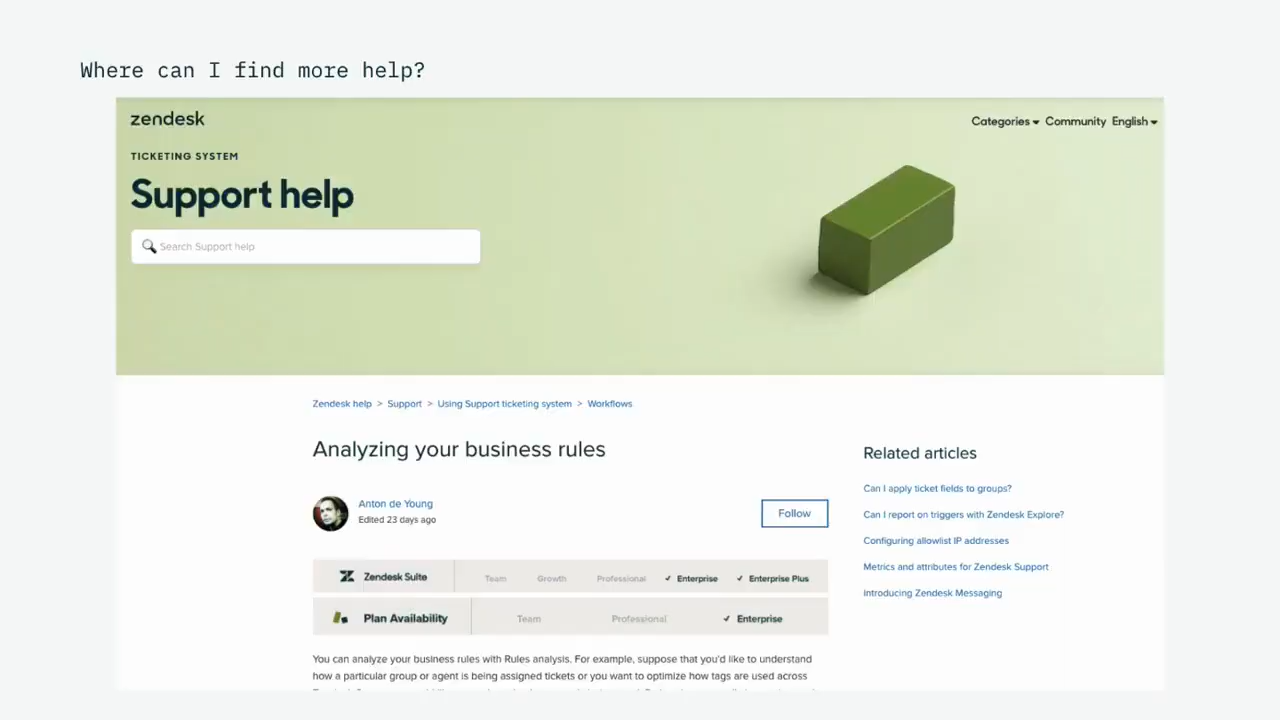 Where can I find more help?
zendesk
Categories Community English
TICKETING SYSTEM
Support help
Search Support help
Zendesk help > Support > Using Support ticketing system > Workflows
Analyzing your business rules
Anton de Young
Edited 23 days ago
Follow
Zendesk Suite Team Growth Professional ✓ Enterprise ✓ Enterprise Plus
Plan Availability Team Professional ✓ Enterprise
You can analyze your business rules with Rules analysis. For example, suppose that you'd like to understand
how a particular group or agent is being assigned tickets or you want to optimize how tags are used across
Related articles
Can I apply ticket fields to groups?
Can I report on triggers with Zendesk Explore?
Configuring allowlist IP addresses
Metrics and attributes for Zendesk Support
Introducing Zendesk Messaging